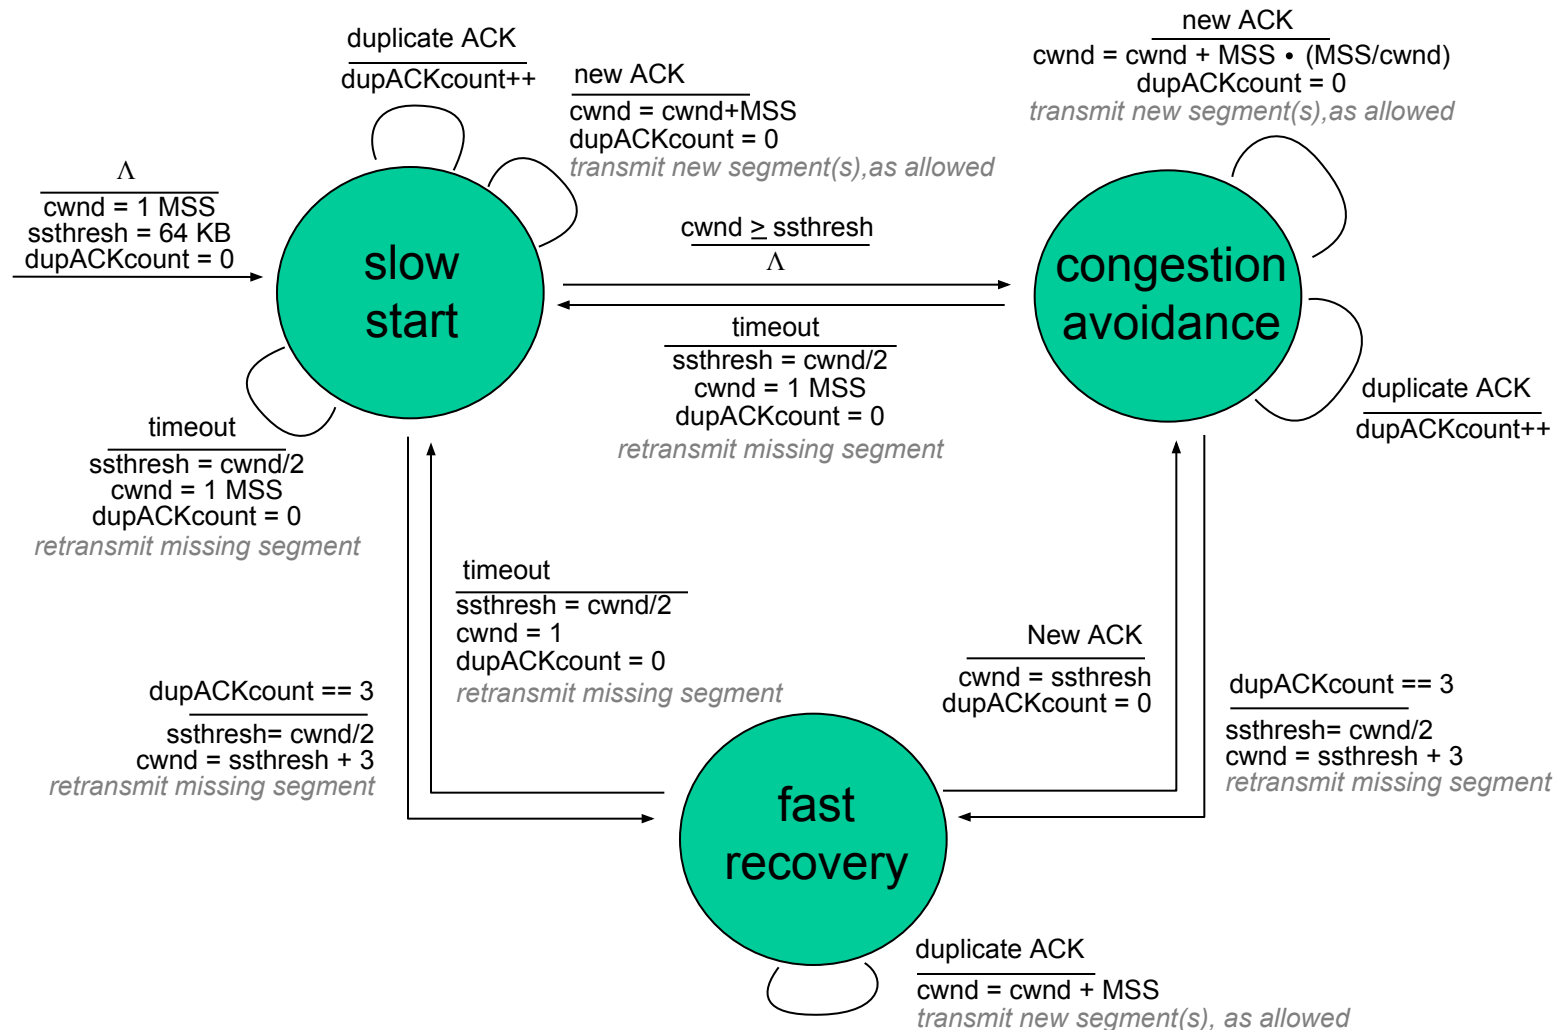 duplicate ACK
dupACKcount++
new ACK
cwnd = cwnd+MSS
dupACKcount = 0
transmit new segment(s),as allowed
new ACK
cwnd = cwnd + MSS • (MSS/cwnd)
dupACKcount = 0
transmit new segment(s),as allowed
Λ
cwnd = 1 MSS
ssthresh = 64 KB
dupACKcount = 0
slow
start
cwnd ≥ ssthresh
Λ
congestion
avoidance
timeout
ssthresh = cwnd/2
cwnd = 1 MSS
dupACKcount = 0
retransmit missing segment
duplicate ACK
dupACKcount++
timeout
ssthresh = cwnd/2
cwnd = 1 MSS
dupACKcount = 0
retransmit missing segment
timeout
ssthresh = cwnd/2
cwnd = 1
dupACKcount = 0
retransmit missing segment
New ACK
cwnd = ssthresh
dupACKcount = 0
dupACKcount == 3
ssthresh= cwnd/2
cwnd = ssthresh + 3
retransmit missing segment
dupACKcount == 3
ssthresh= cwnd/2
cwnd = ssthresh + 3
retransmit missing segment
fast
recovery
duplicate ACK
cwnd = cwnd + MSS
transmit new segment(s), as allowed